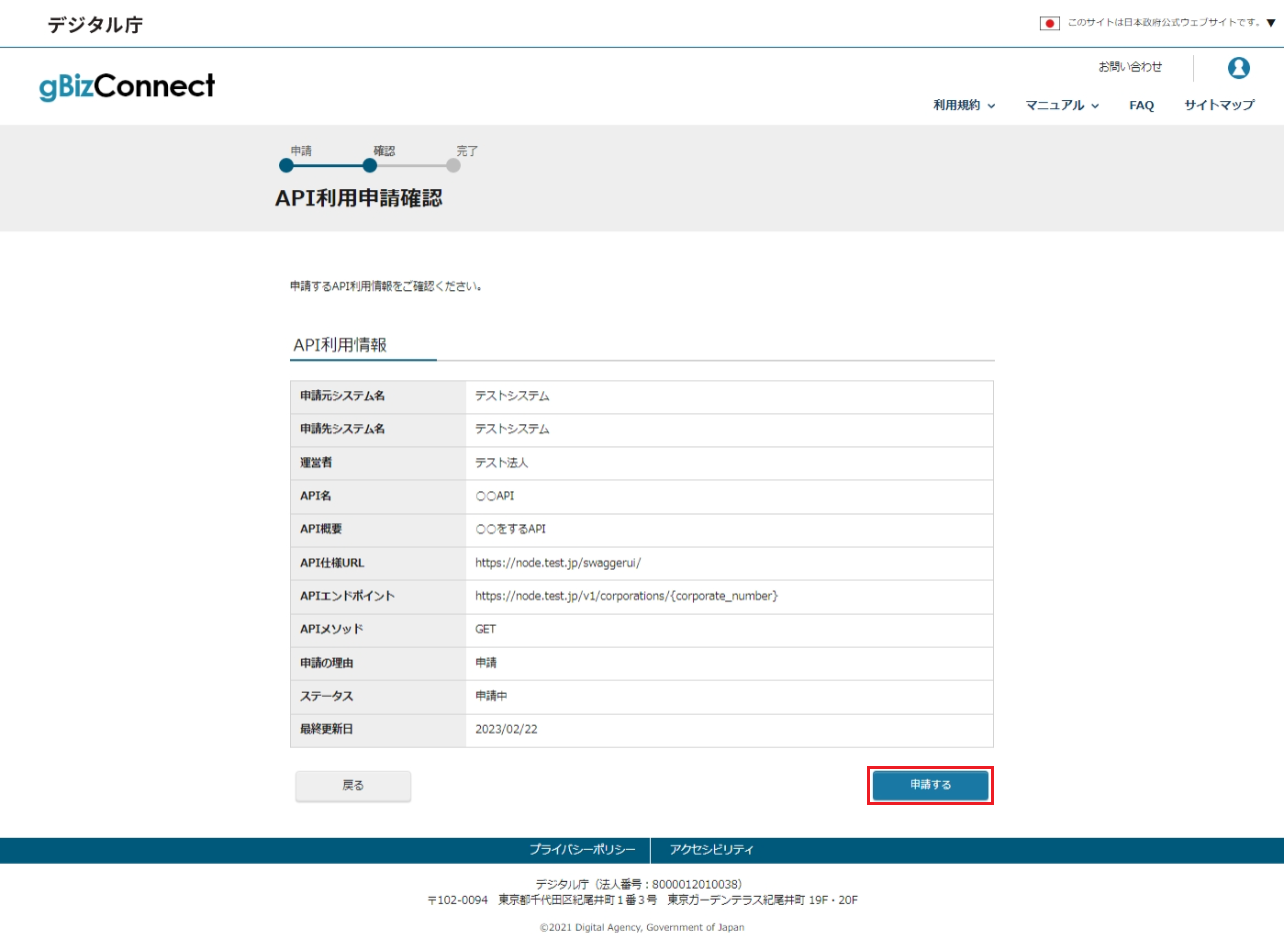 デジタル庁
このサイトは日本政府公式ウェブサイトです。▼
gBizConnect
お問い合わせ
利用規約 マニュアル FAQ サイトマップ
申請 確認 完了
API利用申請確認
申請するAPI利用情報をご確認ください。
API利用情報
申請元システム名 テストシステム
申請先システム名 テストシステム
運営者 テスト法人
API名 〇〇API
API概要 〇〇をするAPI
API仕様URL https://node.test.jp/swaggerui/
APIエンドポイント https://node.test.jp/v1/corporations/{corporate_number}
APIメソッド GET
申請の理由 申請
ステータス 申請中
最終更新日 2023/02/22
戻る 申請する
プライバシーポリシー アクセシビリティ
デジタル庁（法人番号：8000012010038）
〒102-0094 東京都千代田区紀尾井町１番３号 東京ガーデンテラス紀尾井町 19F・20F
©2021 Digital Agency, Government of Japan